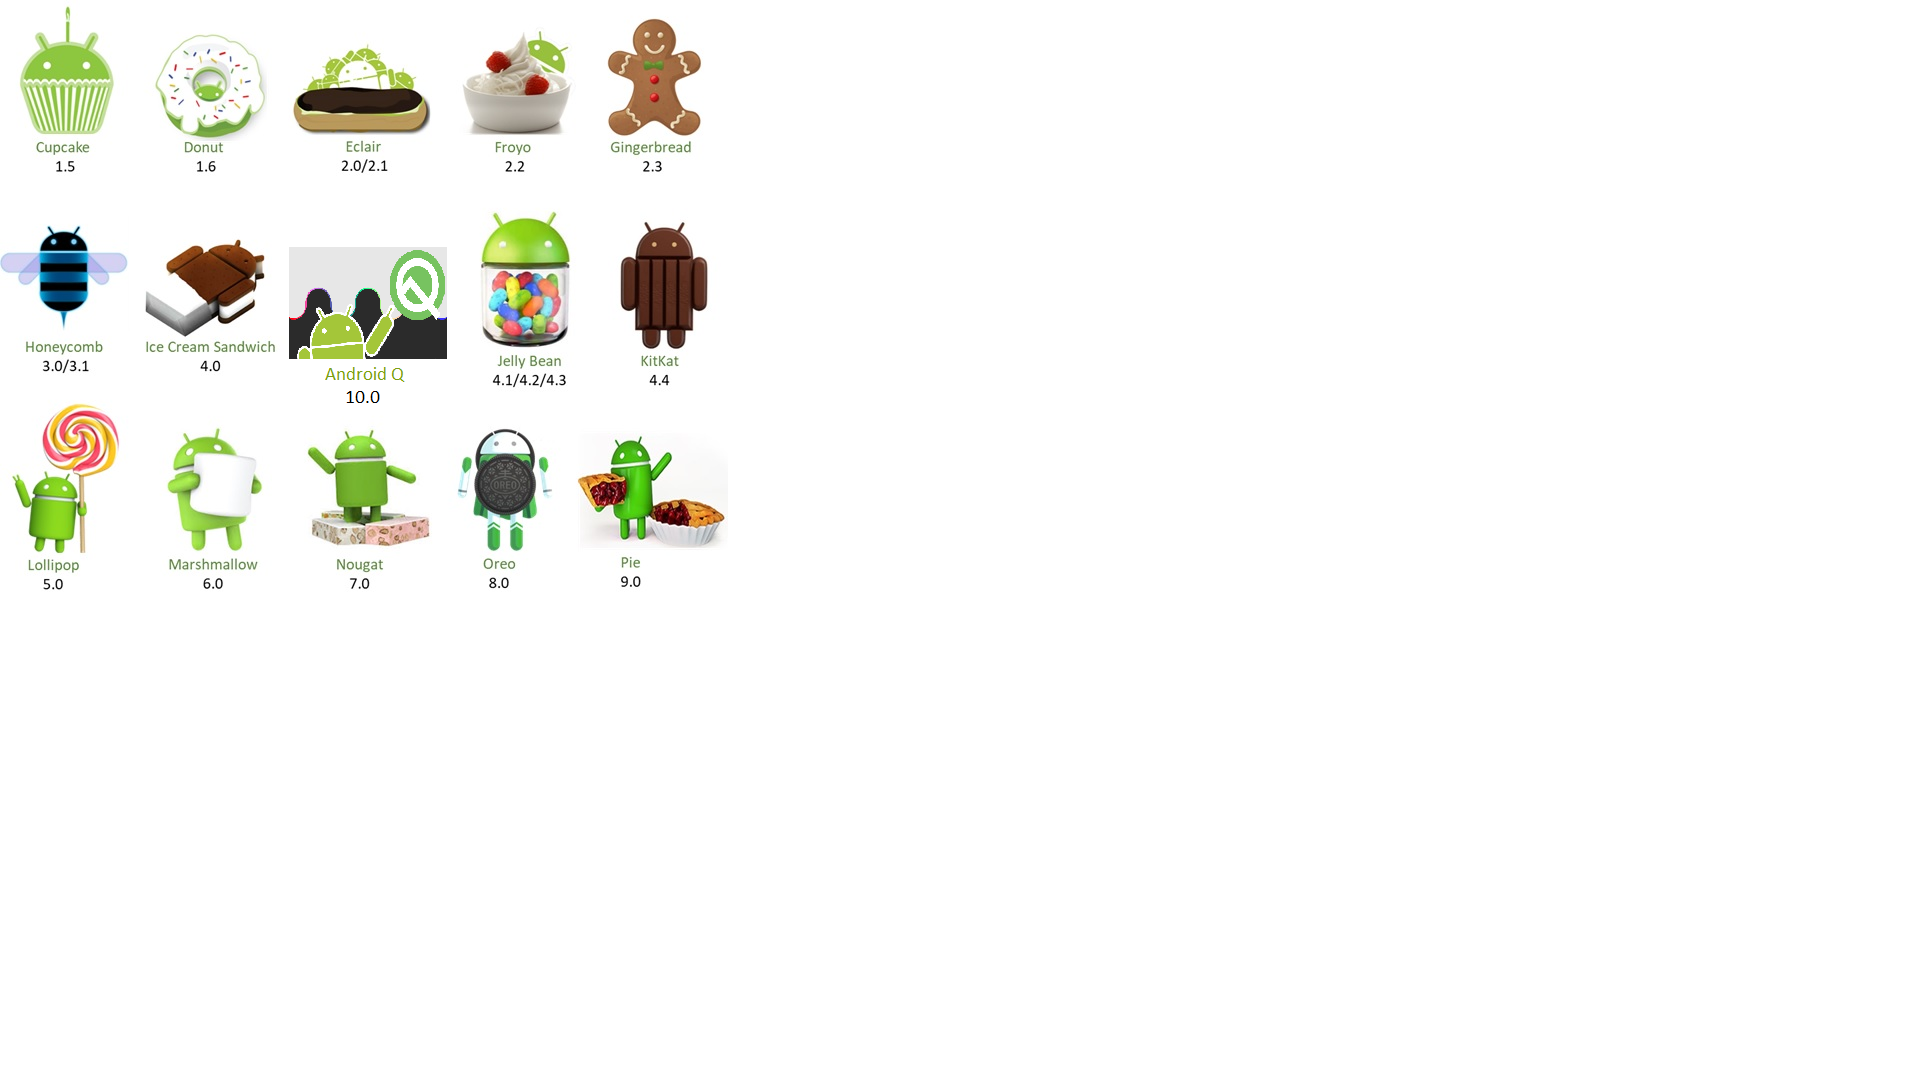 Cupcake
1.5
Donut
1.6
Eclair
2.0/2.1
Froyo
2.2
Gingerbread
2.3
Honeycomb
3.0/3.1
Ice Cream Sandwich
4.0
Q
Android Q
10.0
Jelly Bean
4.1/4.2/4.3
KitKat
4.4
Lollipop
5.0
Marshmallow
6.0
Nougat
7.0
OREO
Oreo
8.0
Pie
9.0